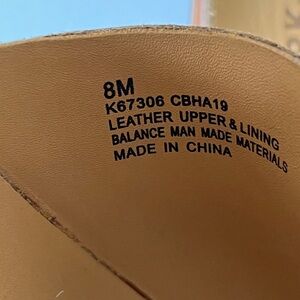 8M
K67306 CBHA19
LEATHER UPPER & LINING
BALANCE MAN MADE MATERIALS
MADE IN CHINA